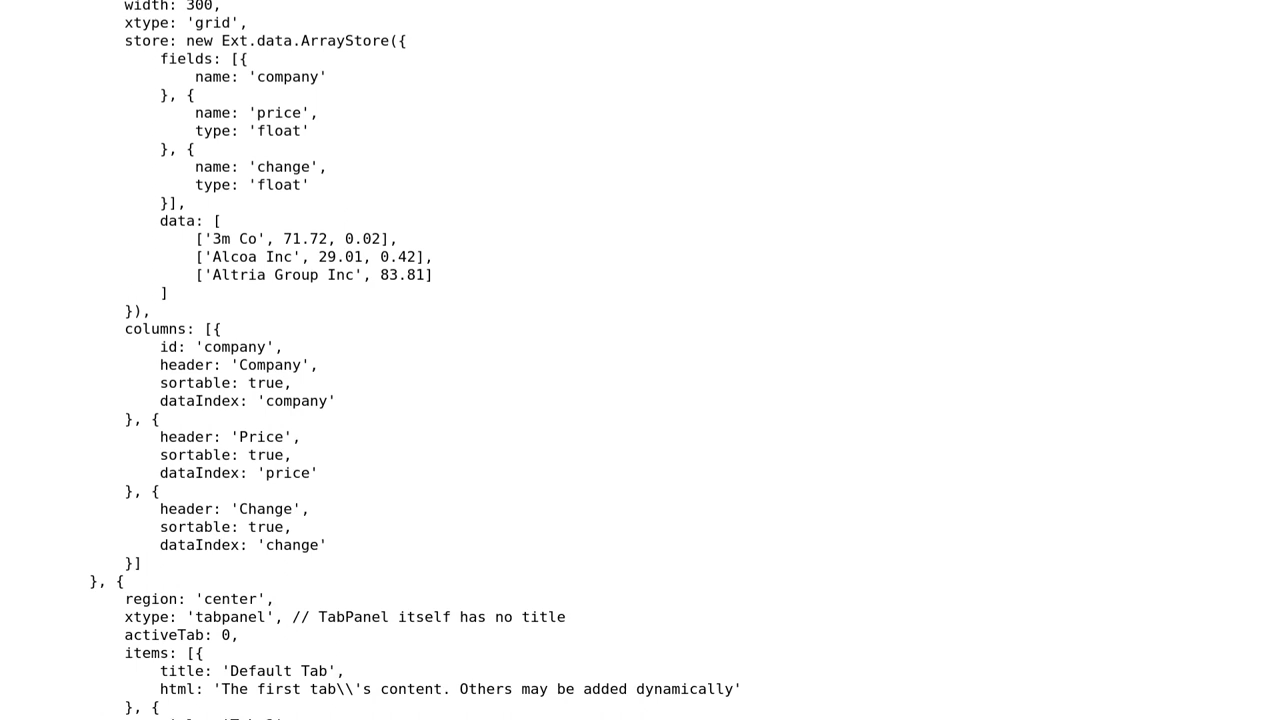 width: 300,
xtype: 'grid',
store: new Ext.data.ArrayStore({
fields: [{
name: 'company'
}, {
name: 'price',
type: 'float'
}, {
name: 'change',
type: 'float'
}],
data: [
['3m Co', 71.72, 0.02],
['Alcoa Inc', 29.01, 0.42],
['Altria Group Inc', 83.81]
]
}),
columns: [{
id: 'company',
header: 'Company',
sortable: true,
dataIndex: 'company'
}, {
header: 'Price',
sortable: true,
dataIndex: 'price'
}, {
header: 'Change',
sortable: true,
dataIndex: 'change'
}]
}, {
region: 'center',
xtype: 'tabpanel', // TabPanel itself has no title
activeTab: 0,
items: [{
title: 'Default Tab',
html: 'The first tab\\'s content. Others may be added dynamically'
}, {